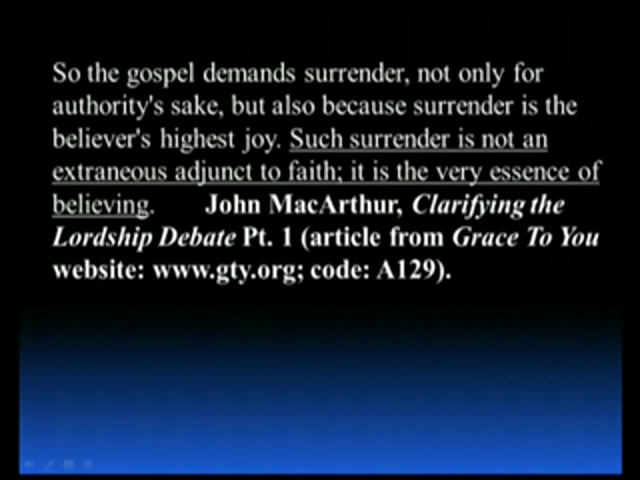 So the gospel demands surrender, not only for
authority's sake, but also because surrender is the
believer's highest joy. Such surrender is not an
extraneous adjunct to faith; it is the very essence of
believing. John MacArthur, Clarifying the
Lordship Debate Pt. 1 (article from Grace To You
website: www.gty.org; code: A129).